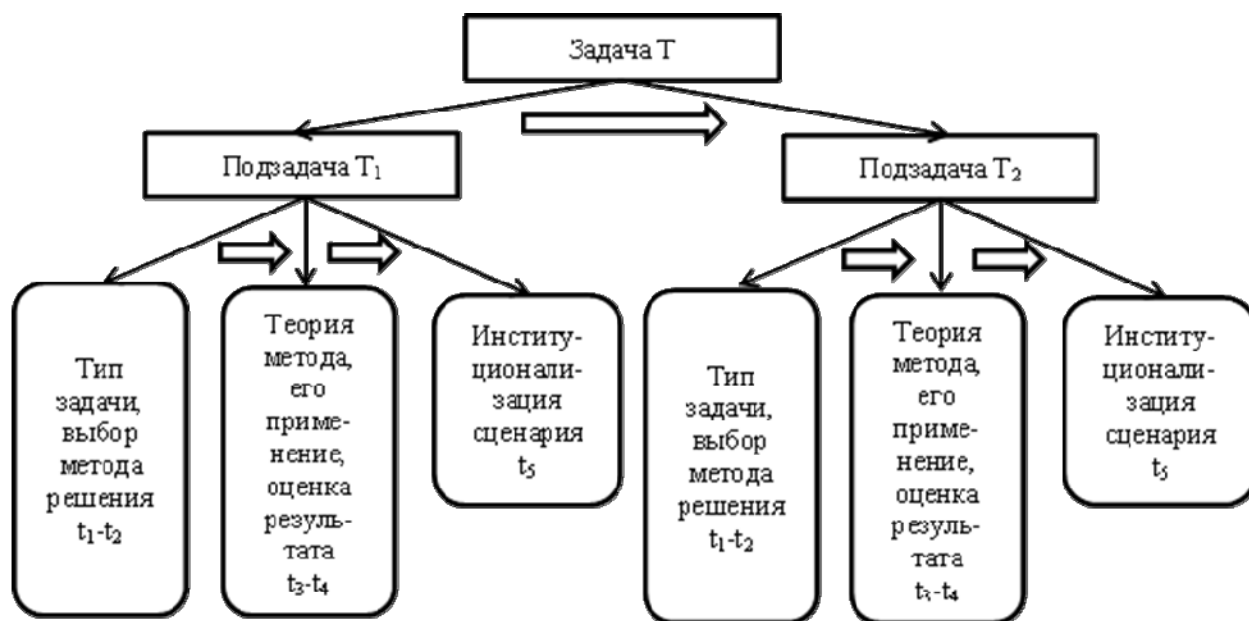 Задача Т
Подзадача Т₁
Подзадача Т₂
Тип
задачи,
выбор
метода
решения
t₁-t₂
Теория
метода,
его
приме-
нение,
оценка
резуль-
тата
t₃-t₄
Институ-
ционали-
зация
сценария
t₅
Тип
задачи,
выбор
метода
решения
t₁-t₂
Теория
метода,
его
приме-
нение,
оценка
резуль-
тата
t₃-t₄
Институ-
ционали-
зация
сценария
t₅